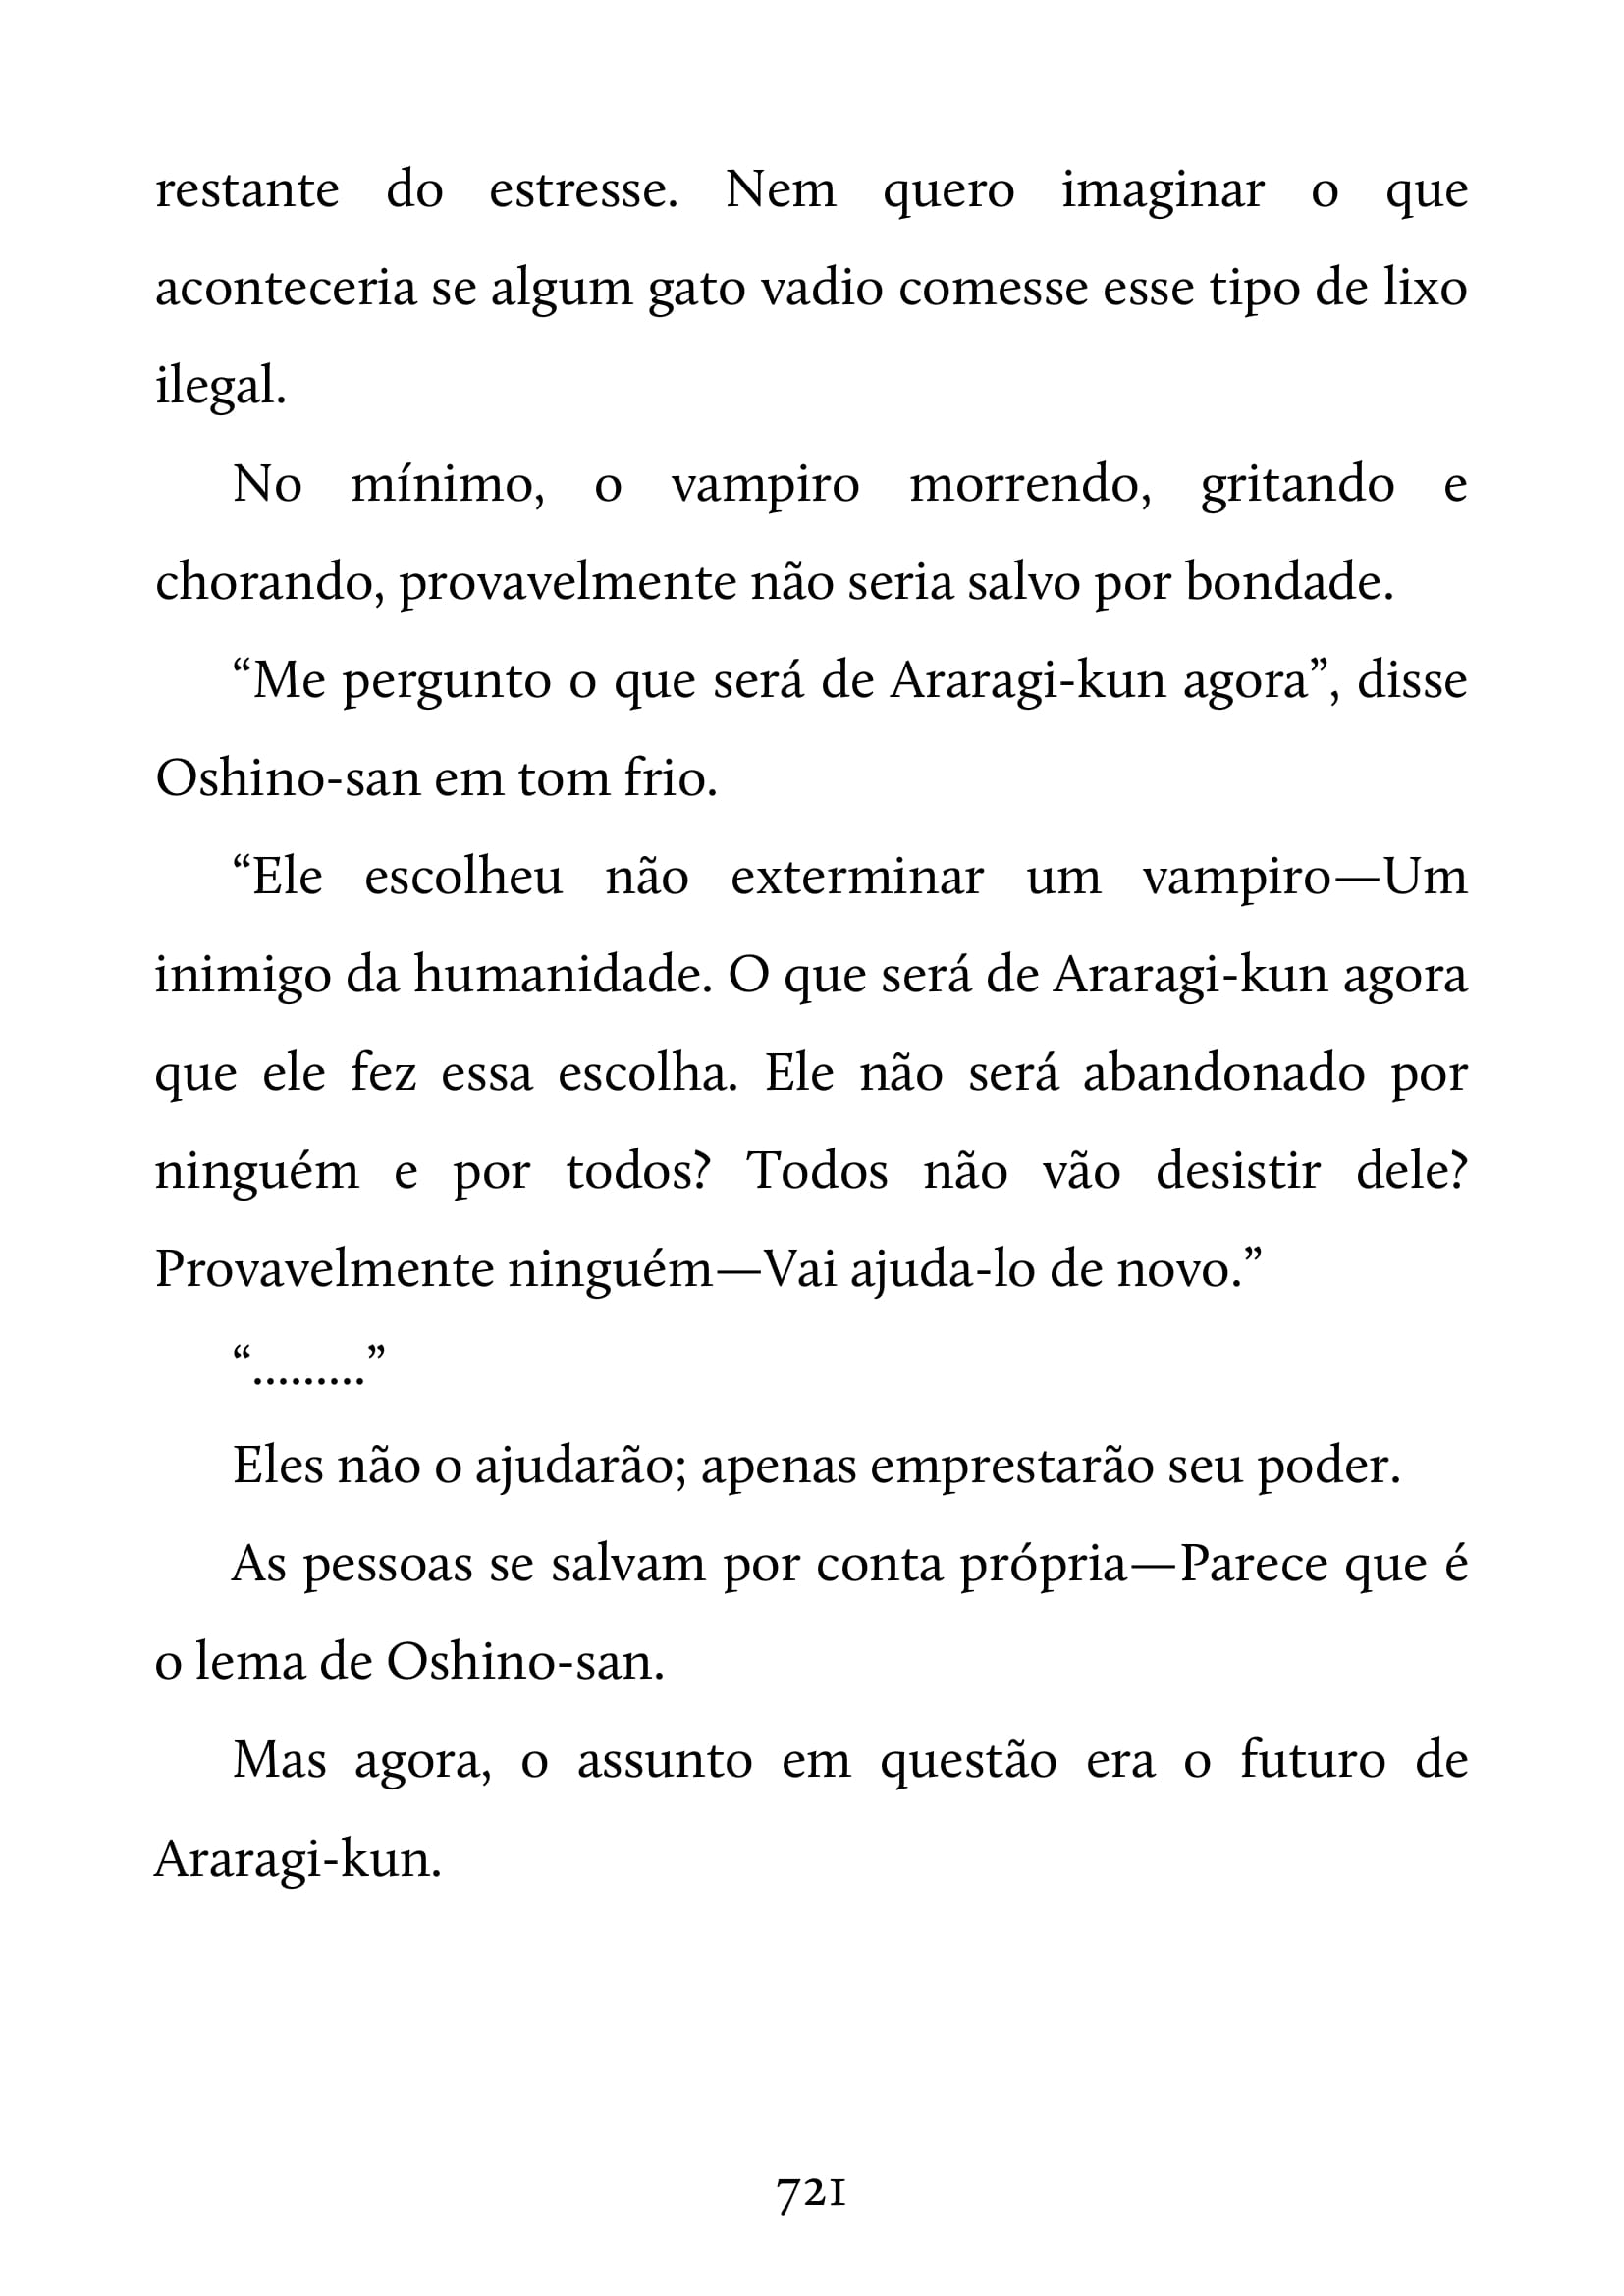 restante do estresse. Nem quero imaginar o que
aconteceria se algum gato vadio comesse esse tipo de lixo
ilegal.
No mínimo, o vampiro morrendo, gritando e
chorando, provavelmente não seria salvo por bondade.
“Me pergunto o que será de Araragi-kun agora”, disse
Oshino-san em tom frio.
“Ele escolheu não exterminar um vampiro—Um
inimigo da humanidade. O que será de Araragi-kun agora
que ele fez essa escolha. Ele não será abandonado por
ninguém e por todos? Todos não vão desistir dele?
Provavelmente ninguém—Vai ajuda-lo de novo.”
“.........”
Eles não o ajudarão; apenas emprestarão seu poder.
As pessoas se salvam por conta própria—Parece que é
o lema de Oshino-san.
Mas agora, o assunto em questão era o futuro de
Araragi-kun.
721